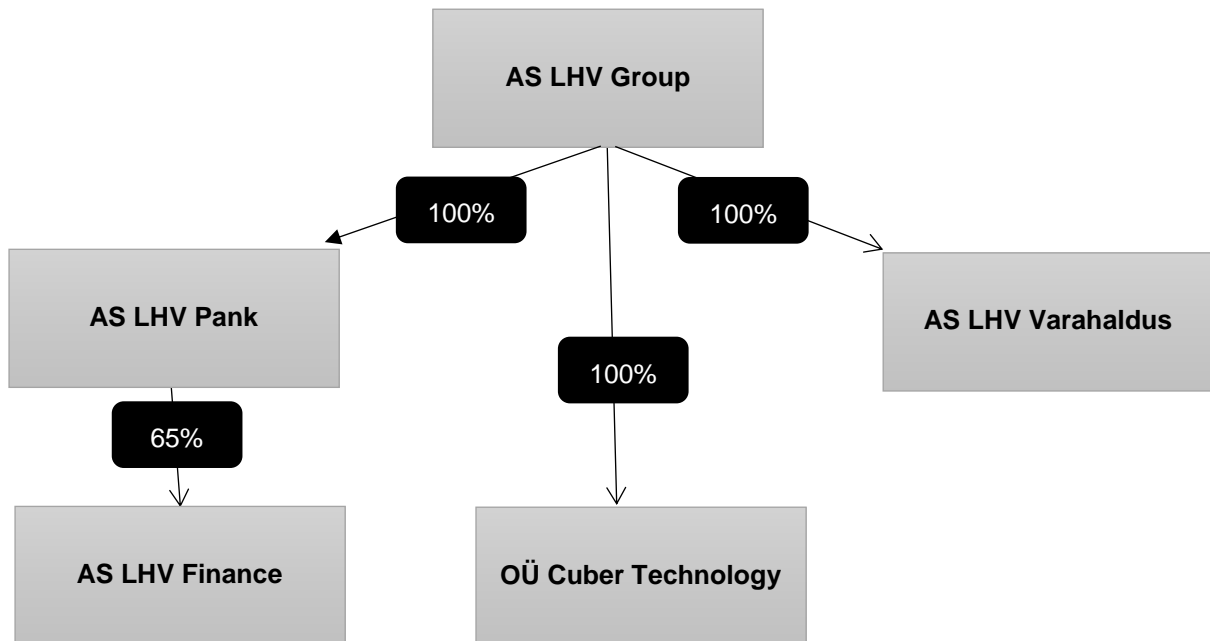 AS LHV Group
100%
100%
AS LHV Pank
AS LHV Varahaldus
100%
65%
AS LHV Finance
OÜ Cuber Technology